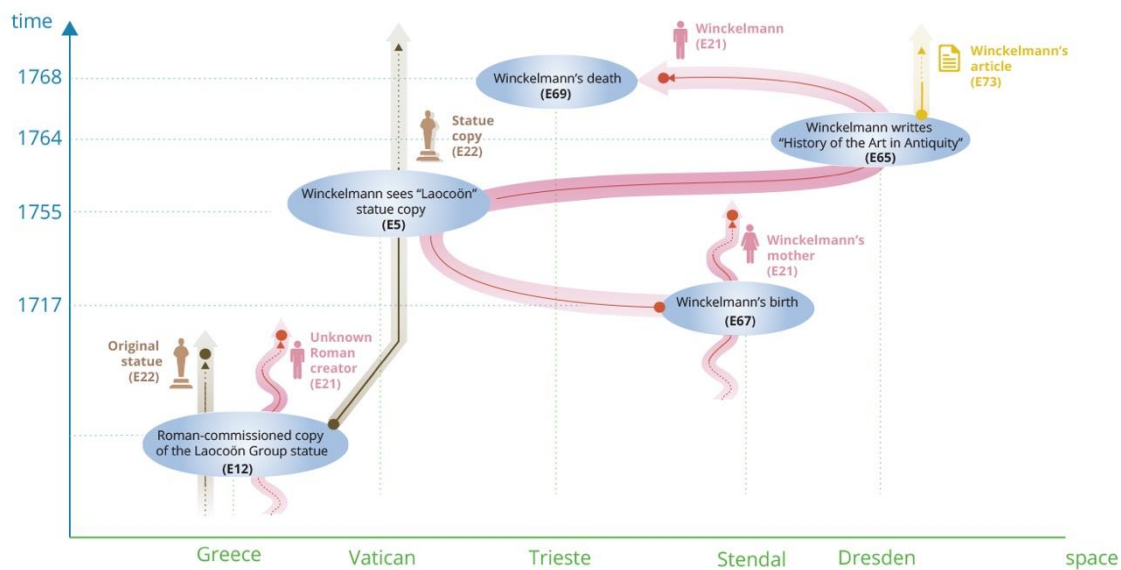 time
1768
1764
1755
1717
Winckelmann
(E21)
Winckelmann's
article
(E73)
Winckelmann's death
(E69)
Statue
copy
(E22)
Winckelmann writtes
"History of the Art in Antiquity"
(E65)
Winckelmann sees "Laocoön"
statue copy
(E5)
Winckelmann's
mother
(E21)
Winckelmann's birth
(E67)
Original
statue
(E22)
Unknown
Roman
creator
(E21)
Roman-commissioned copy
of the Laocoön Group statue
(E12)
Greece
Vatican
Trieste
Stendal
Dresden
space